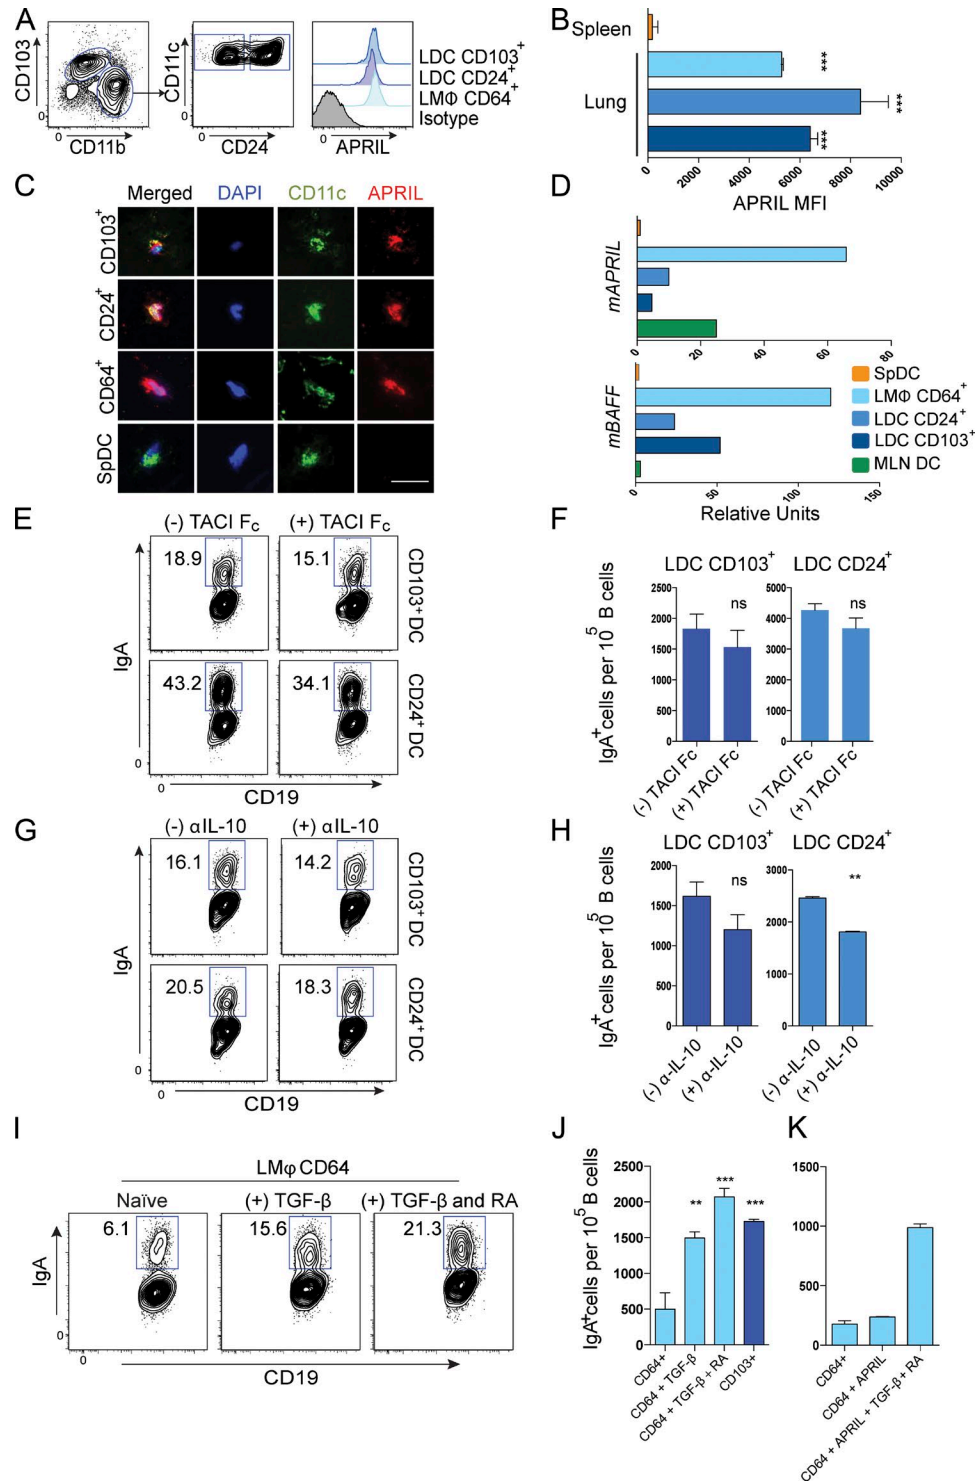 A
CD103
CD11b
0
CD11c
CD24
0
LDC CD103+
LDC CD24+
LMΦ CD64+
Isotype
0
APRIL
B
Spleen
Lung
***
***
***
0
2000
4000
6000
8000
10000
APRIL MFI
C
Merged
DAPI
CD11c
APRIL
CD103+
CD24+
CD64+
SpDC
D
mAPRIL
0
20
40
60
80
mBAFF
0
50
100
150
Relative Units
SpDC
LMΦ CD64+
LDC CD24+
LDC CD103+
MLN DC
E
(-) TACI Fc
(+) TACI Fc
18.9
15.1
CD103+ DC
43.2
34.1
CD24+ DC
IgA
0
0
CD19
F
LDC CD103+
LDC CD24+
IgA+ cells per 10^5 B cells
2500
2000
1500
1000
500
0
ns
(-) TACI Fc
(+) TACI Fc
5000
4000
3000
2000
1000
0
ns
(-) TACI Fc
(+) TACI Fc
G
(-) αIL-10
(+) αIL-10
16.1
14.2
CD103+ DC
20.5
18.3
CD24+ DC
IgA
0
0
CD19
H
LDC CD103+
LDC CD24+
IgA+ cells per 10^5 B cells
2000
1500
1000
500
0
ns
(-) α-IL-10
(+) α-IL-10
3000
2000
1000
0
**
(-) α-IL-10
(+) α-IL-10
I
LMφ CD64
Naïve
(+) TGF-β
(+) TGF-β and RA
6.1
15.6
21.3
IgA
0
0
CD19
J
IgA+ cells per 10^5 B cells
2500
2000
1500
1000
500
0
**
***
***
CD64+
CD64 + TGF-β
CD64 + TGF-β + RA
CD103+
K
1500
1000
500
0
CD64+
CD64 + APRIL
CD64 + APRIL + TGF-β + RA